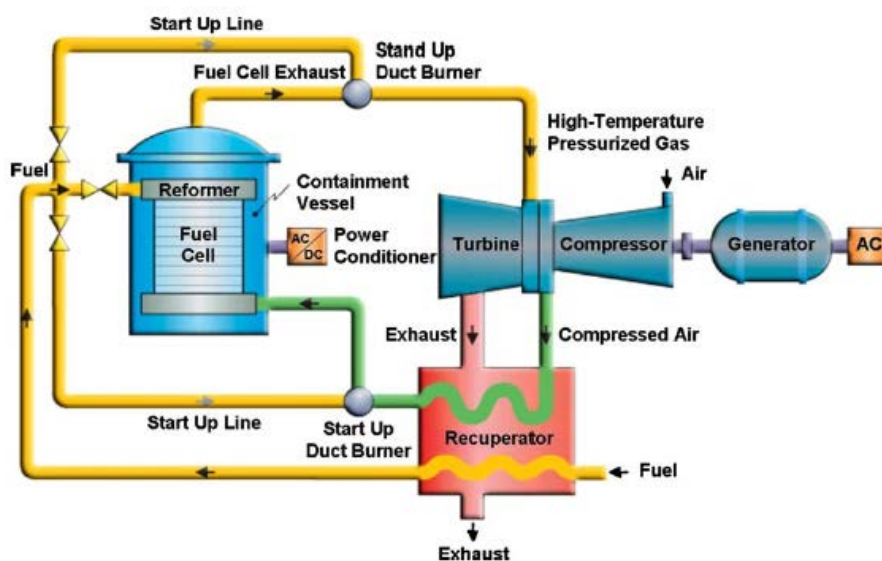 Start Up Line
Stand Up
Duct Burner
Fuel Cell Exhaust
High-Temperature
Pressurized Gas
Fuel
Air
Reformer
Containment
Vessel
Fuel
Cell
AC
DC
Power
Conditioner
Turbine
Compressor
Generator
AC
Exhaust
Compressed Air
Start Up Line
Start Up
Duct Burner
Recuperator
Fuel
Exhaust